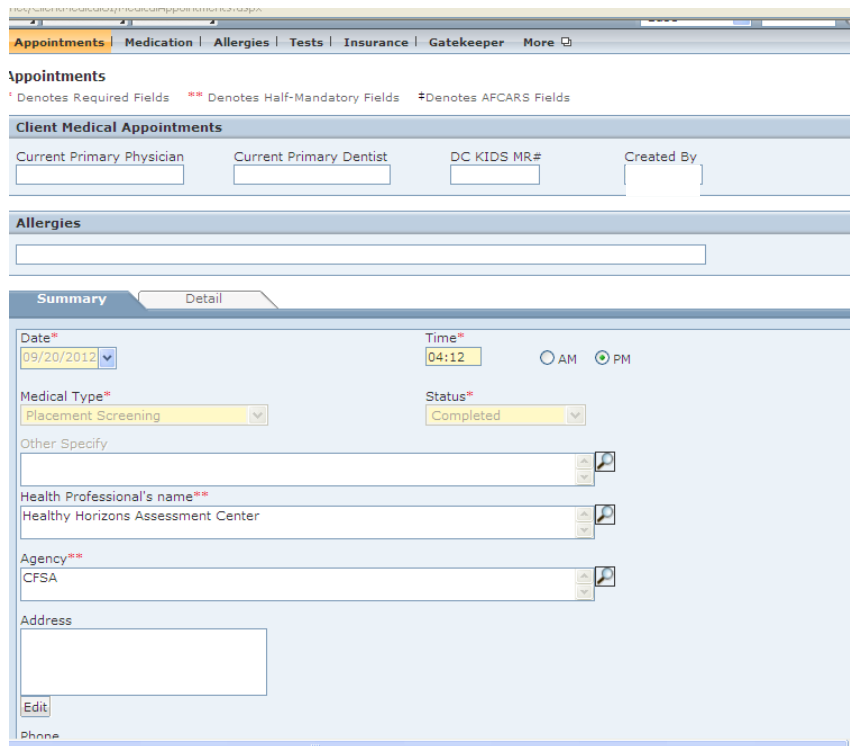 Appointments | Medication | Allergies | Tests | Insurance | Gatekeeper More
Appointments
* Denotes Required Fields ** Denotes Half-Mandatory Fields ‡Denotes AFCARS Fields
Client Medical Appointments
Current Primary Physician Current Primary Dentist DC KIDS MR# Created By
Allergies
Summary Detail
Date* Time*
09/20/2012 04:12 AM PM
Medical Type* Status*
Placement Screening Completed
Other Specify
Health Professional's name**
Healthy Horizons Assessment Center
Agency**
CFSA
Address
Edit
Phone